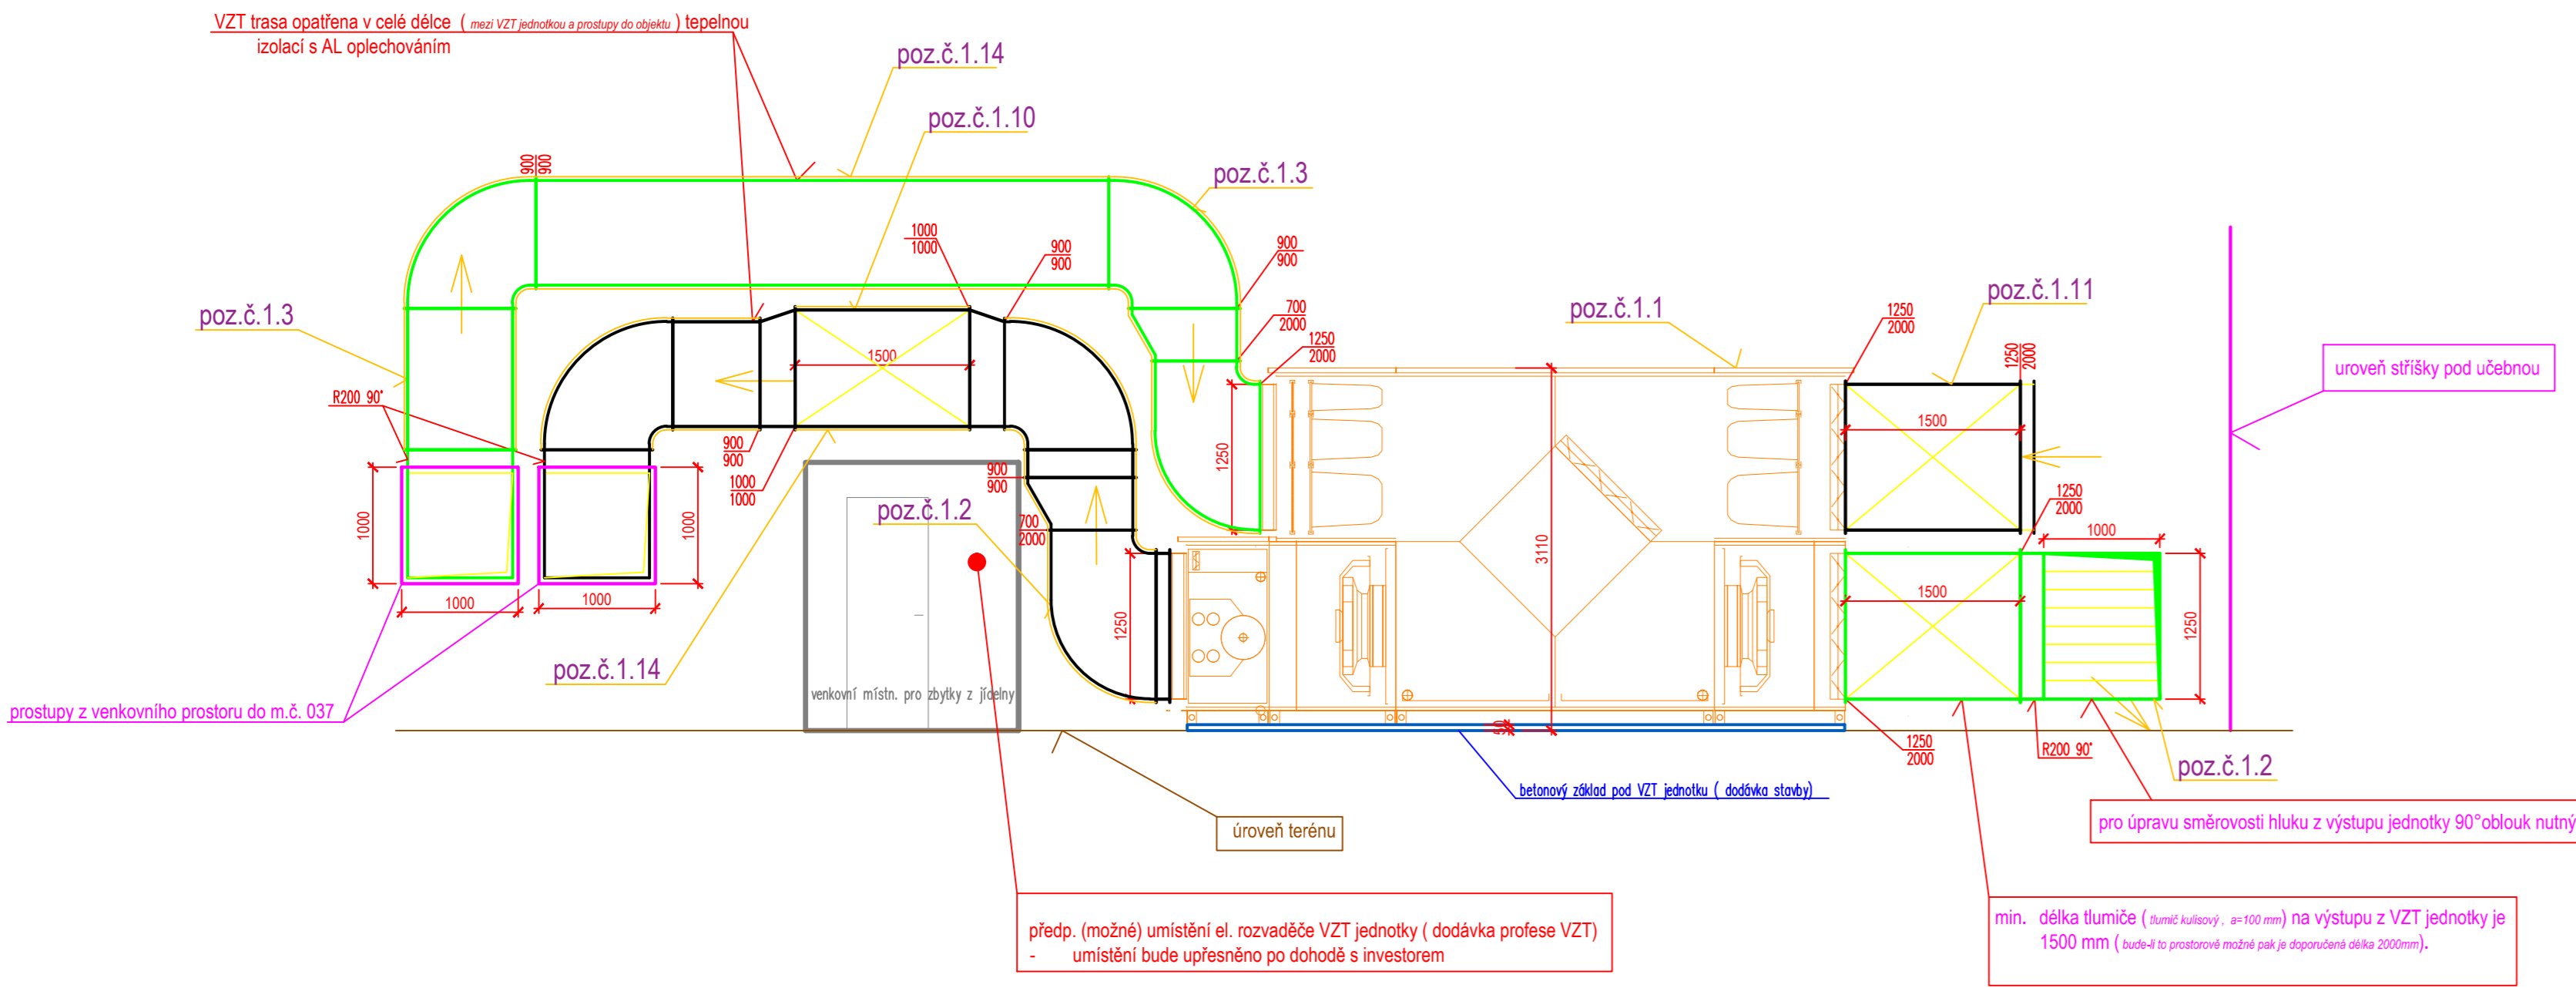 VZT trasa opatřena v celé délce ( mezi VZT jednotkou a prostupy do objektu ) tepelnou
izolací s AL oplechováním
poz.č.1.14
poz.č.1.10
poz.č.1.3
900
900
1000
1000
900
900
900
900
poz.č.1.3
700
2000
1250
2000
poz.č.1.1
poz.č.1.11
1250
2000
1250
2000
uroveň stříšky pod učebnou
1500
R200 90°
900
900
1000
1000
900
900
1250
1500
1250
2000
1000
1000
1000
1000
poz.č.1.2
700
2000
3110
1000
1500
1250
1250
poz.č.1.14
venkovní místn. pro zbytky z jídelny
prostupy z venkovního prostoru do m.č. 037
1250
2000
R200 90°
poz.č.1.2
betonový základ pod VZT jednotku ( dodávka stavby)
úroveň terénu
pro úpravu směrovosti hluku z výstupu jednotky 90°oblouk nutný
předp. (možné) umístění el. rozvaděče VZT jednotky ( dodávka profese VZT)
- umístění bude upřesněno po dohodě s investorem
min. délka tlumiče ( tlumič kulisový , a=100 mm) na výstupu z VZT jednotky je
1500 mm ( bude-li to prostorově možné pak je doporučená délka 2000mm).